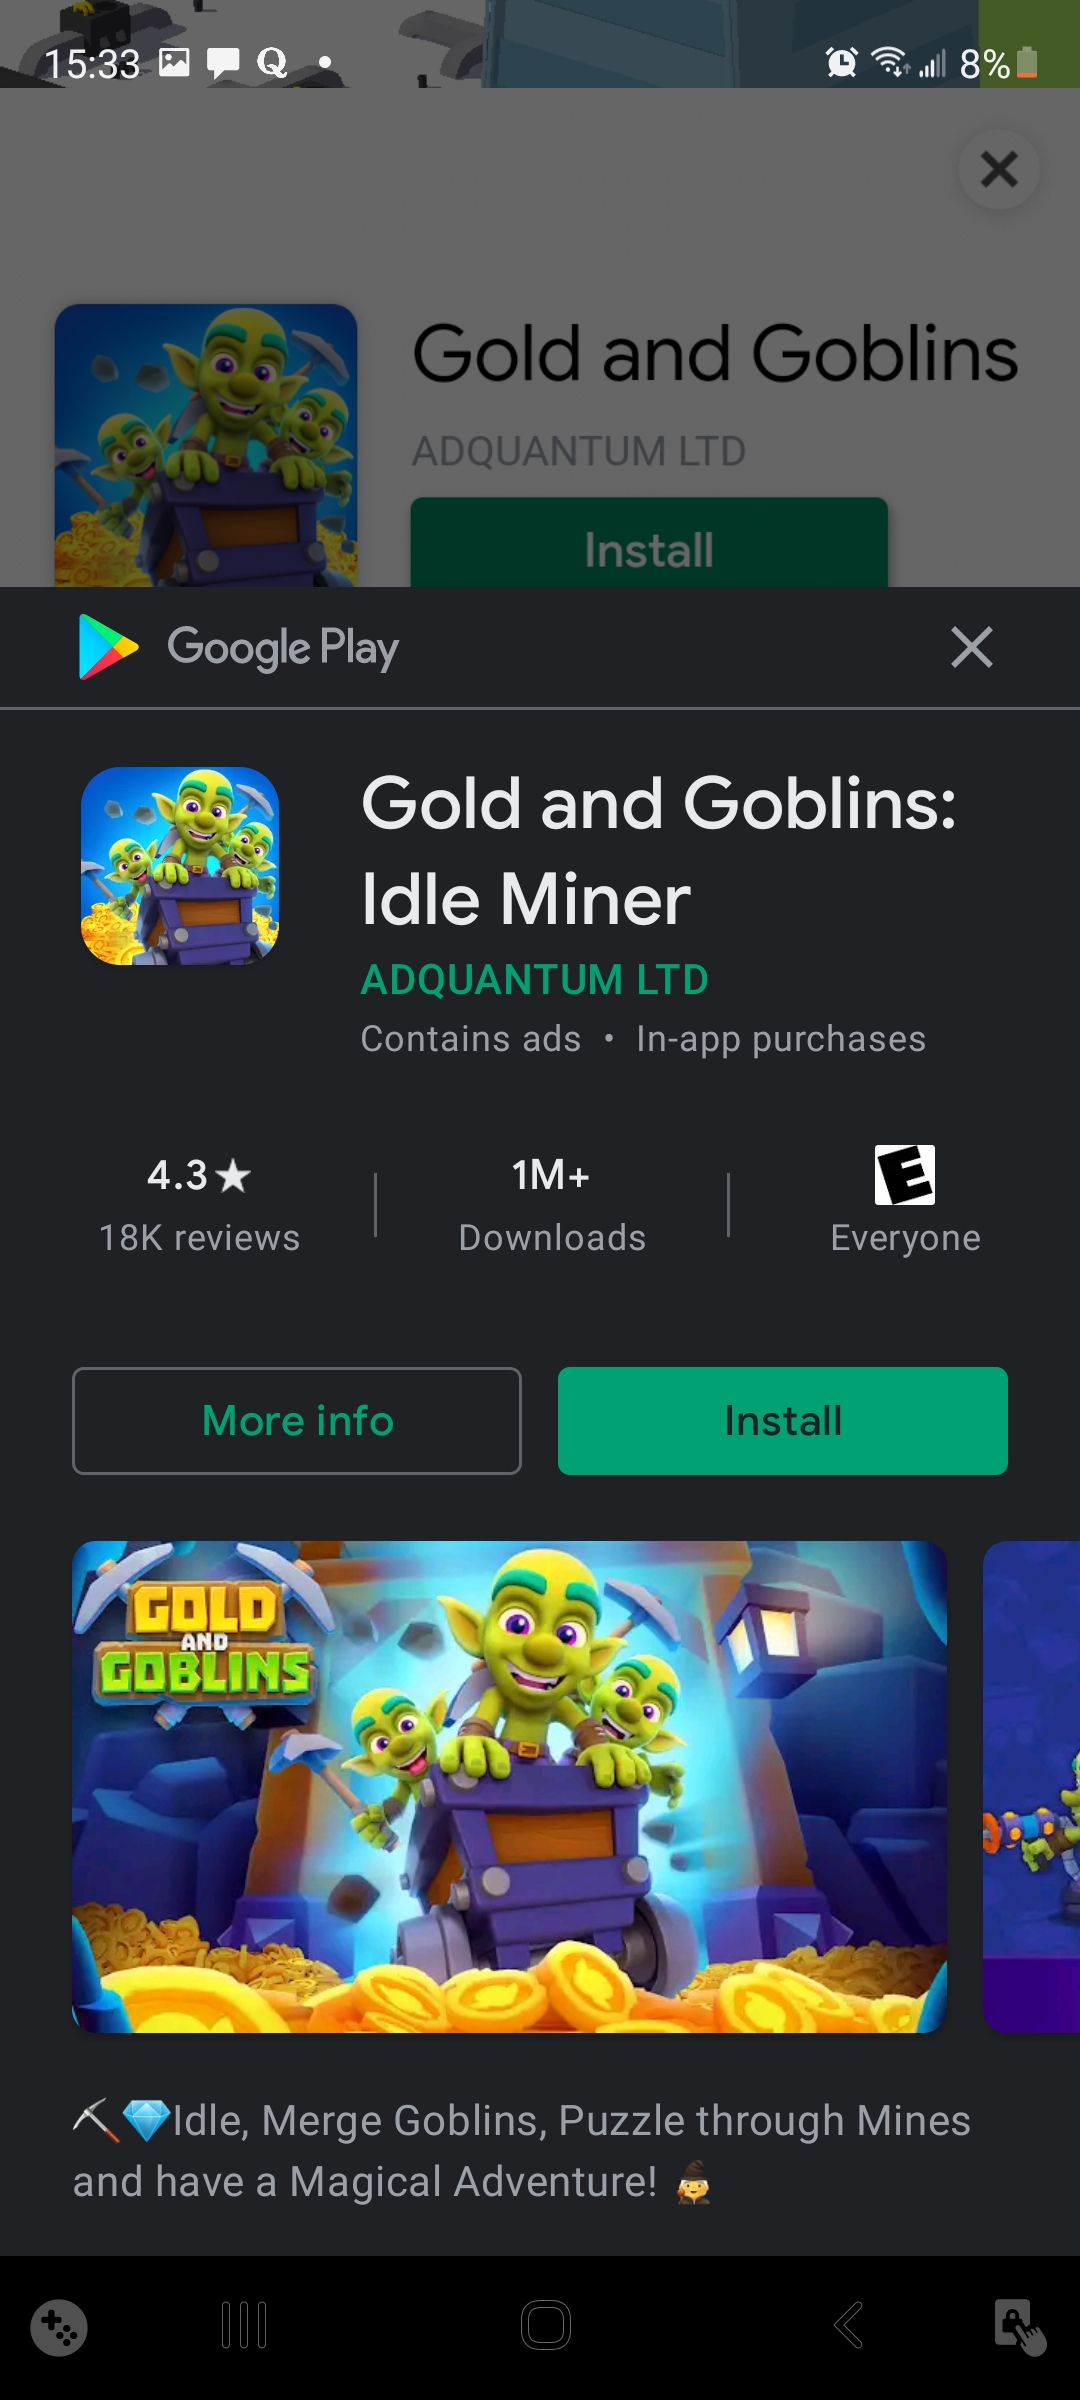 15:33
8%
Gold and Goblins
ADQUANTUM LTD
Install
Google Play
Gold and Goblins:
Idle Miner
ADQUANTUM LTD
Contains ads • In-app purchases
4.3★
1M+
E
18K reviews
Downloads
Everyone
More info
Install
GOLD
AND
GOBLINS
⛏💎Idle, Merge Goblins, Puzzle through Mines
and have a Magical Adventure! 🧙